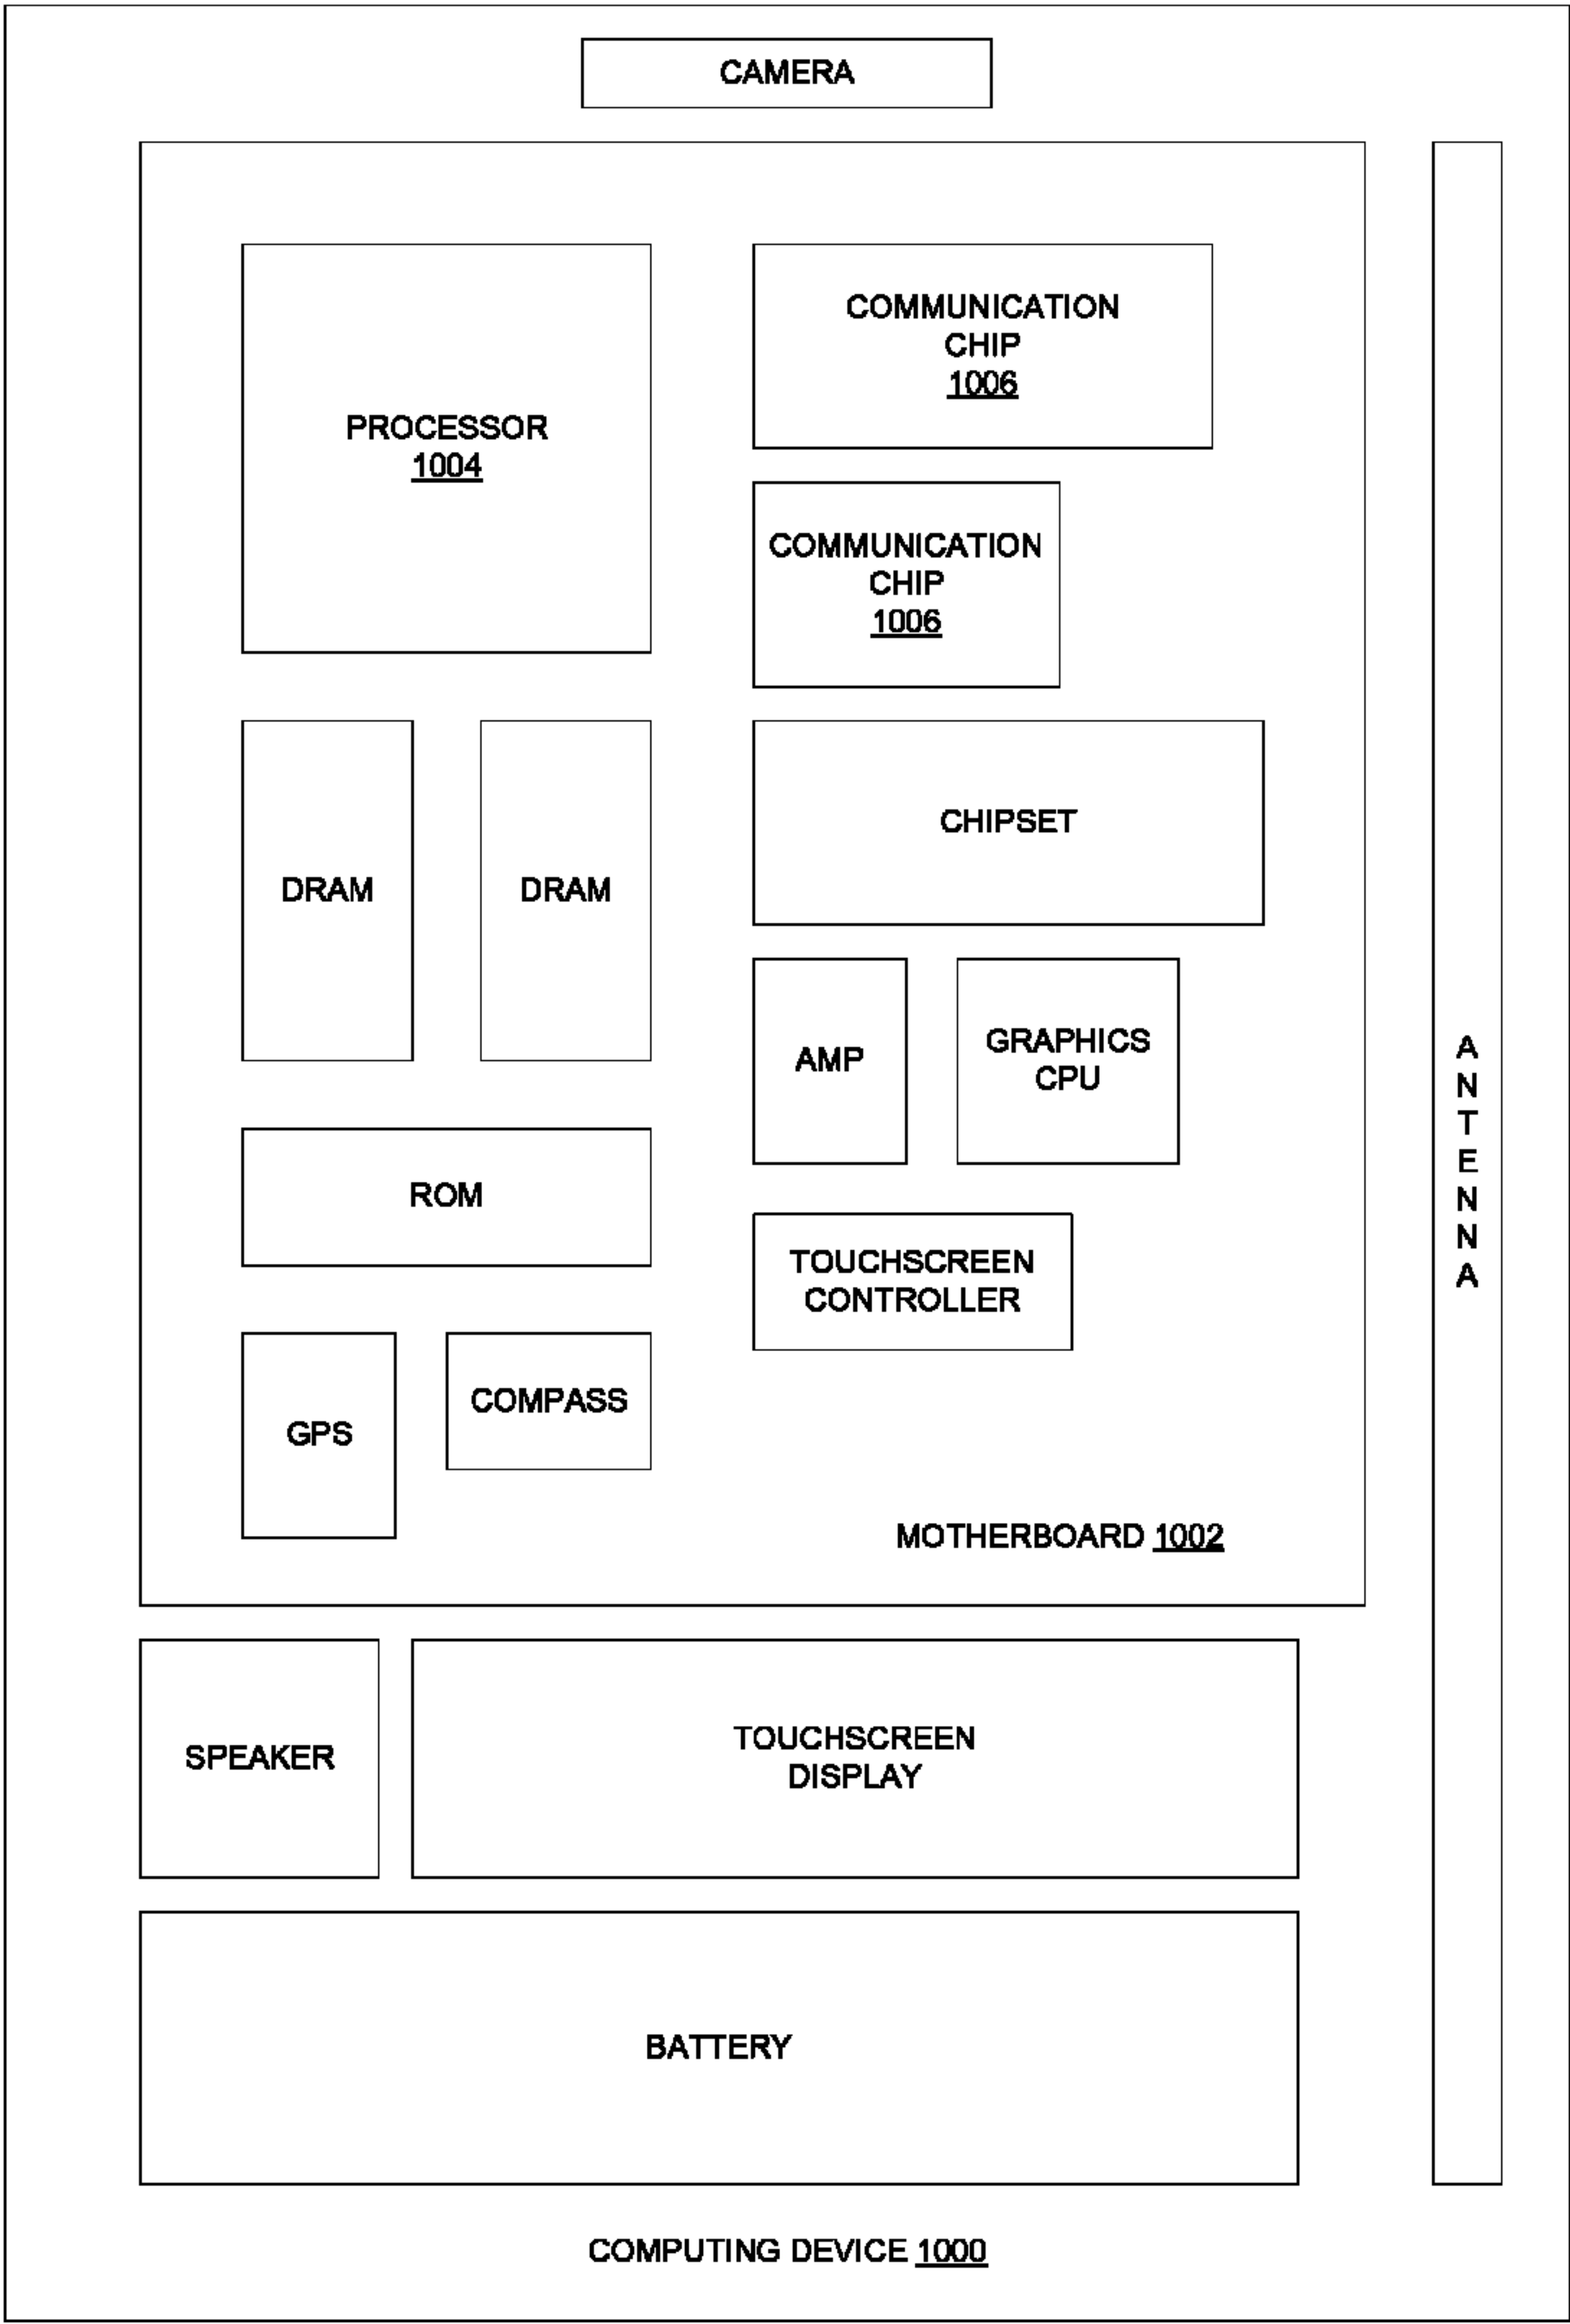 CAMERA
PROCESSOR
1004
COMMUNICATION
CHIP
1006
COMMUNICATION
CHIP
1006
DRAM
DRAM
CHIPSET
AMP
GRAPHICS
CPU
ROM
TOUCHSCREEN
CONTROLLER
GPS
COMPASS
MOTHERBOARD 1002
ANTENNA
SPEAKER
TOUCHSCREEN
DISPLAY
BATTERY
COMPUTING DEVICE 1000